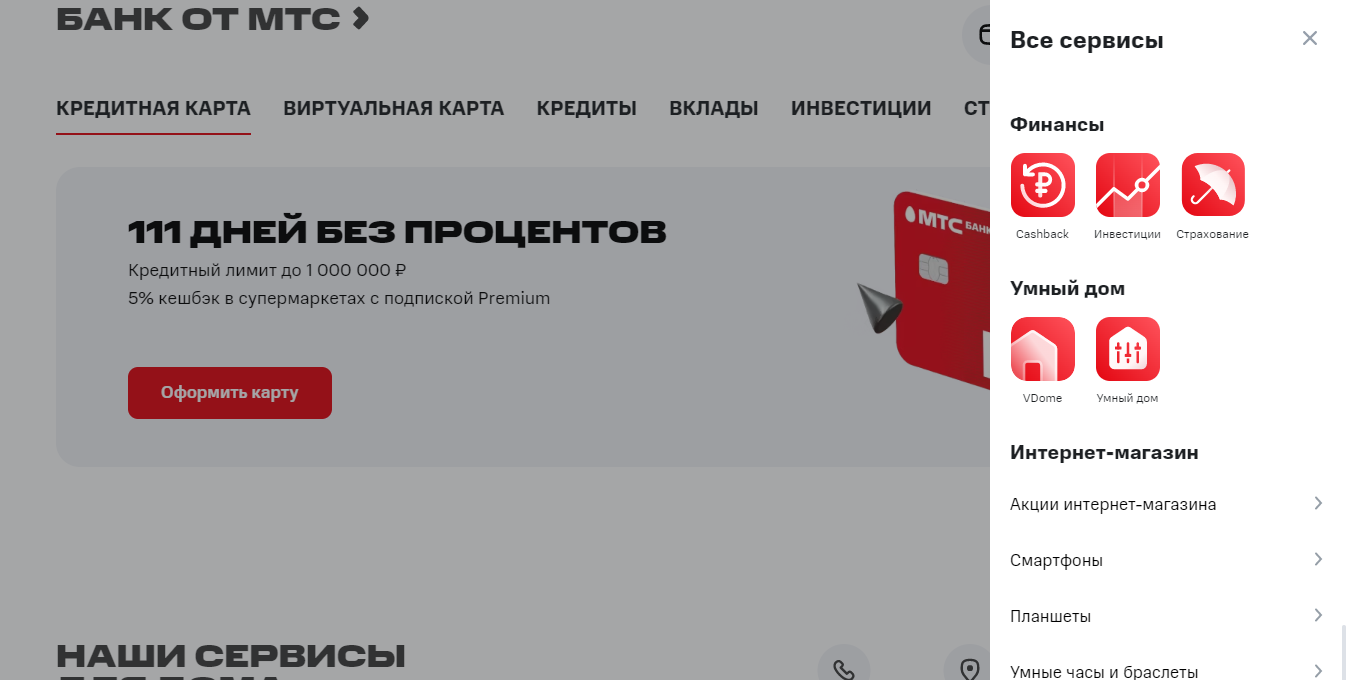 БАНК ОТ МТС
КРЕДИТНАЯ КАРТА
ВИРТУАЛЬНАЯ КАРТА
КРЕДИТЫ
ВКЛАДЫ
ИНВЕСТИЦИИ
СТ
111 ДНЕЙ БЕЗ ПРОЦЕНТОВ
Кредитный лимит до 1 000 000 ₽
5% кешбэк в супермаркетах с подпиской Premium
Оформить карту
МТС БАНК
НАШИ СЕРВИСЫ
ДЛЯ ДОМА
Все сервисы
Финансы
Cashback
Инвестиции
Страхование
Умный дом
VDome
Умный дом
Интернет-магазин
Акции интернет-магазина
Смартфоны
Планшеты
Умные часы и браслеты